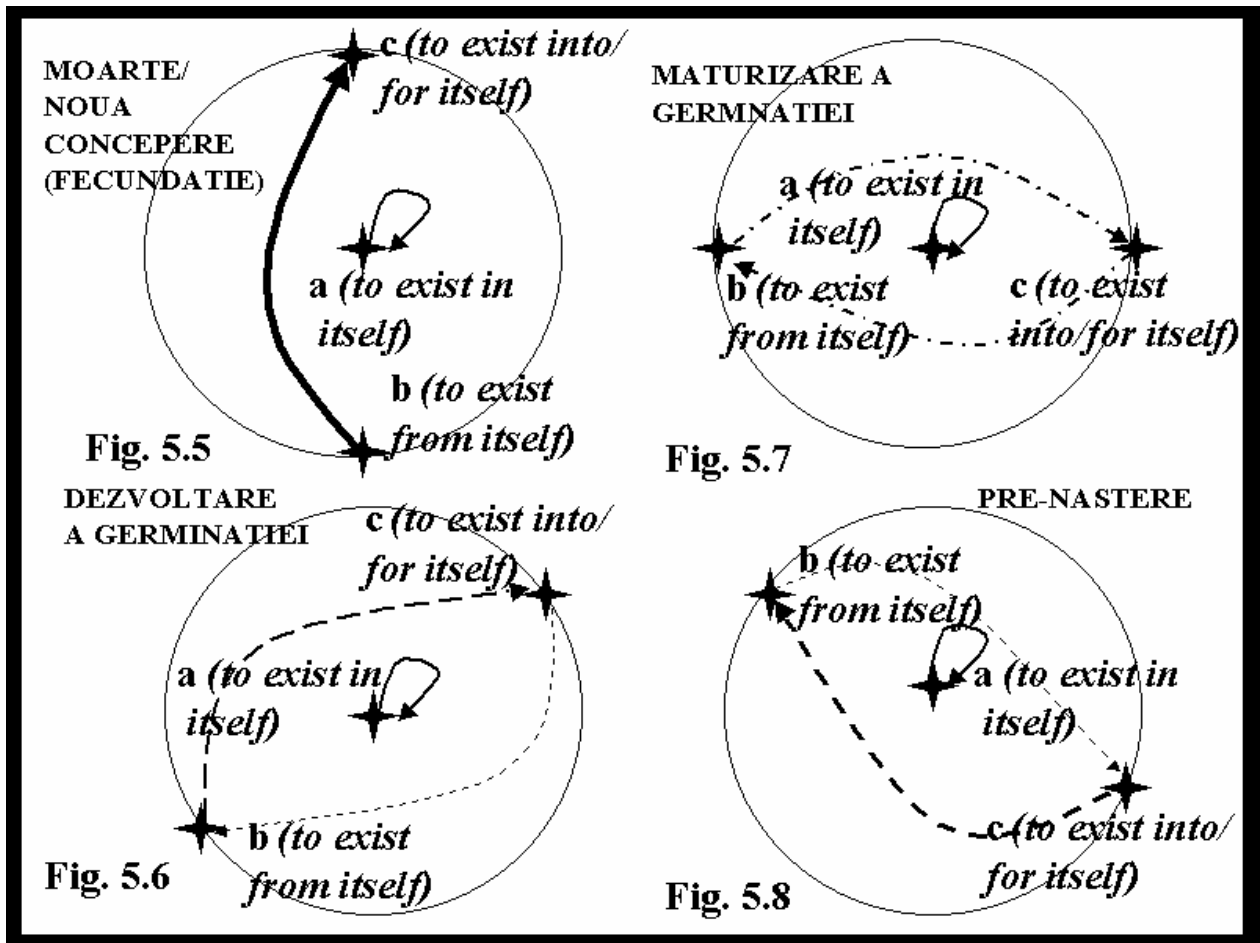 MOARTE/
NOUA
CONCEPERE
(FECUNDATIE)
c (to exist into/
for itself)
a (to exist in
itself)
b (to exist
from itself)
Fig. 5.5
MATURIZARE A
GERMNATIEI
a (to exist in
itself)
b (to exist
from itself)
c (to exist
into/for itself)
Fig. 5.7
DEZVOLTARE
A GERMINATIEI
c (to exist into/
for itself)
a (to exist in
itself)
b (to exist
from itself)
Fig. 5.6
PRE-NASTERE
b (to exist
from itself)
a (to exist in
itself)
c (to exist into/
for itself)
Fig. 5.8